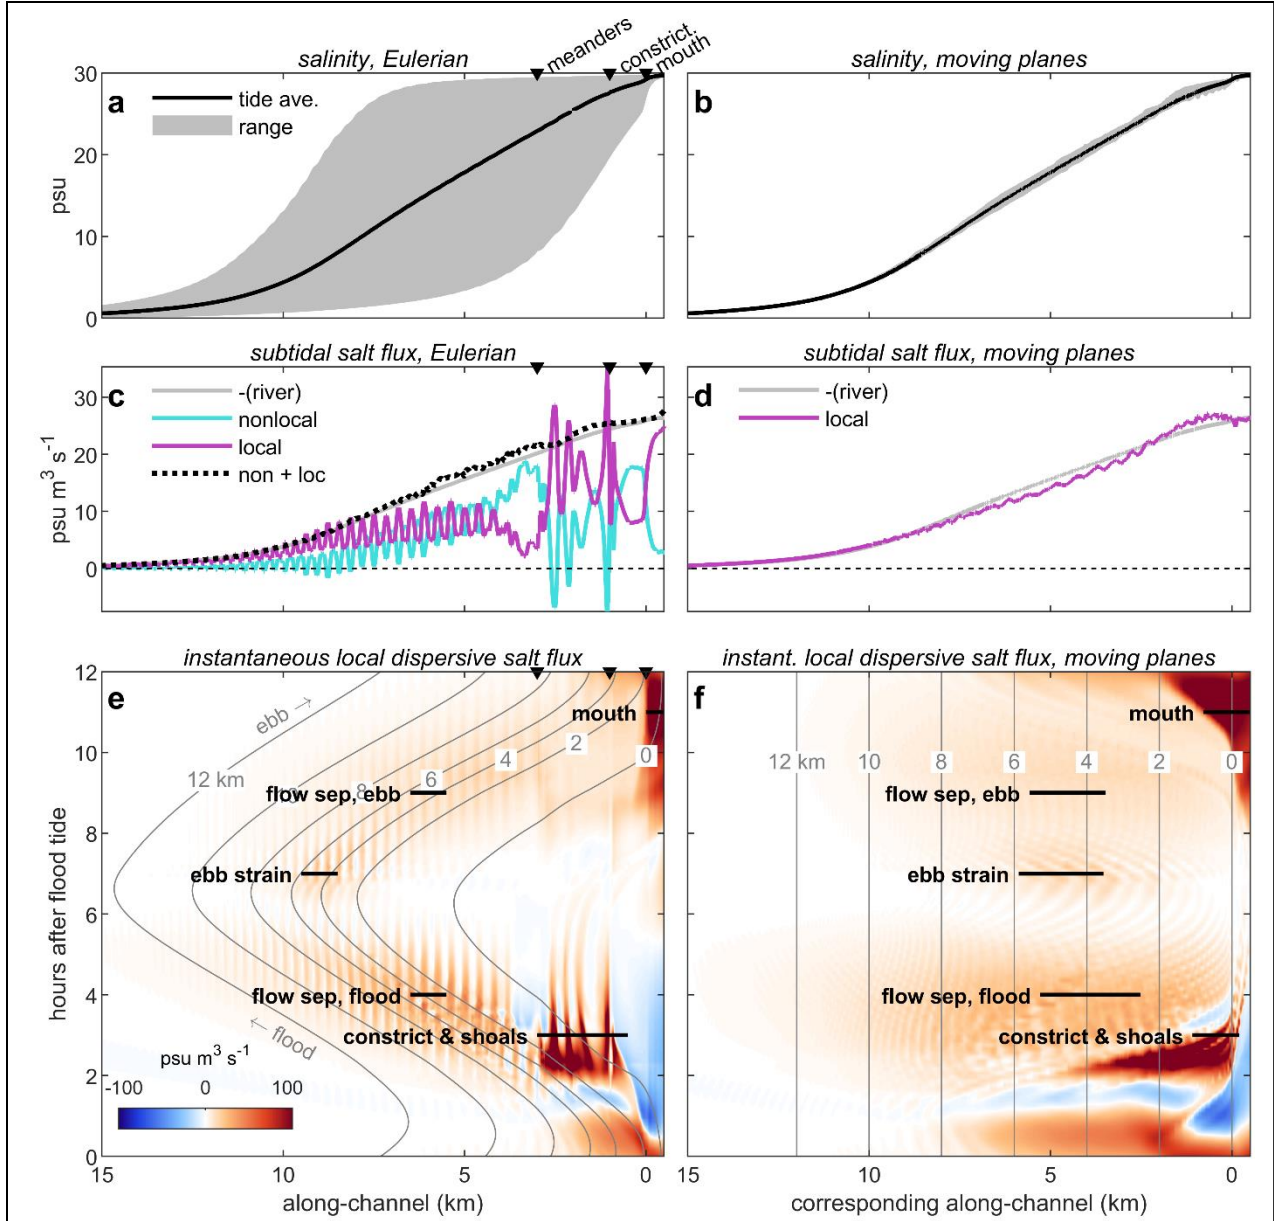 meanders
constrict.
mouth
salinity, Eulerian
salinity, moving planes
30
20
10
0
psu
a
tide ave.
range
b
subtidal salt flux, Eulerian
subtidal salt flux, moving planes
30
20
10
0
psu m³ s⁻¹
c
-(river)
nonlocal
local
non + loc
d
-(river)
local
instantaneous local dispersive salt flux
instant. local dispersive salt flux, moving planes
12
10
8
6
4
2
0
hours after flood tide
e
ebb →
mouth
12 km
8
6
4
2
0
flow sep, ebb
ebb strain
flow sep, flood
constrict & shoals
← flood
psu m³ s⁻¹
-100 0 100
15 10 5 0
along-channel (km)
f
mouth
12 km 10 8 6 4 2 0
flow sep, ebb
ebb strain
flow sep, flood
constrict & shoals
15 10 5 0
corresponding along-channel (km)